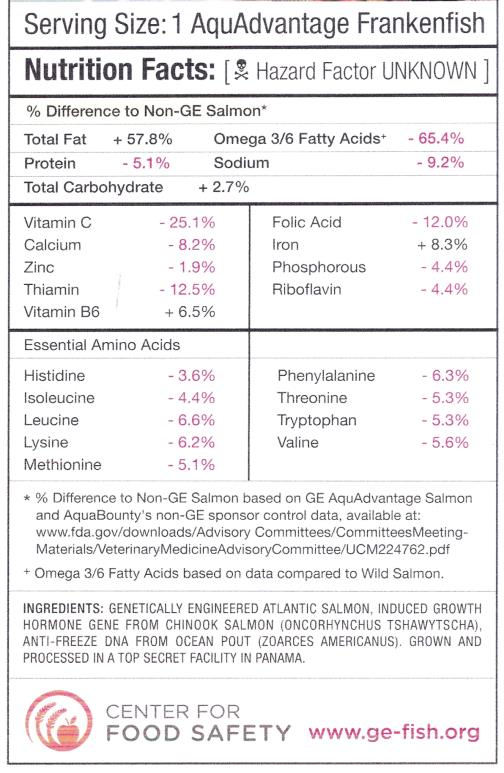 Serving Size: 1 AquAdvantage Frankenfish
Nutrition Facts: [ ☠ Hazard Factor UNKNOWN ]
% Difference to Non-GE Salmon*
Total Fat + 57.8% Omega 3/6 Fatty Acids+ - 65.4%
Protein - 5.1% Sodium - 9.2%
Total Carbohydrate + 2.7%
Vitamin C - 25.1% Folic Acid - 12.0%
Calcium - 8.2% Iron + 8.3%
Zinc - 1.9% Phosphorous - 4.4%
Thiamin - 12.5% Riboflavin - 4.4%
Vitamin B6 + 6.5%
Essential Amino Acids
Histidine - 3.6% Phenylalanine - 6.3%
Isoleucine - 4.4% Threonine - 5.3%
Leucine - 6.6% Tryptophan - 5.3%
Lysine - 6.2% Valine - 5.6%
Methionine - 5.1%
* % Difference to Non-GE Salmon based on GE AquAdvantage Salmon
and AquaBounty's non-GE sponsor control data, available at:
www.fda.gov/downloads/Advisory Committees/CommitteesMeeting-
Materials/VeterinaryMedicineAdvisoryCommittee/UCM224762.pdf
+ Omega 3/6 Fatty Acids based on data compared to Wild Salmon.
INGREDIENTS: GENETICALLY ENGINEERED ATLANTIC SALMON, INDUCED GROWTH
HORMONE GENE FROM CHINOOK SALMON (ONCORHYNCHUS TSHAWYTSCHA),
ANTI-FREEZE DNA FROM OCEAN POUT (ZOARCES AMERICANUS). GROWN AND
PROCESSED IN A TOP SECRET FACILITY IN PANAMA.
CENTER FOR
FOOD SAFETY www.ge-fish.org